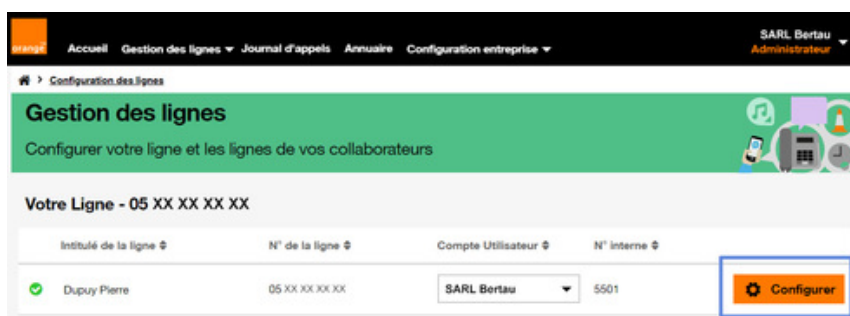 orange
Accueil Gestion des lignes Journal d'appels Annuaire Configuration entreprise
SARL Bertau
Administrateur
> Configuration des lignes
Gestion des lignes
Configurer votre ligne et les lignes de vos collaborateurs
Votre Ligne - 05 XX XX XX XX
Intitulé de la ligne N° de la ligne Compte Utilisateur N° interne
Dupuy Pierre 05 XX XX XX XX SARL Bertau 5501 Configurer